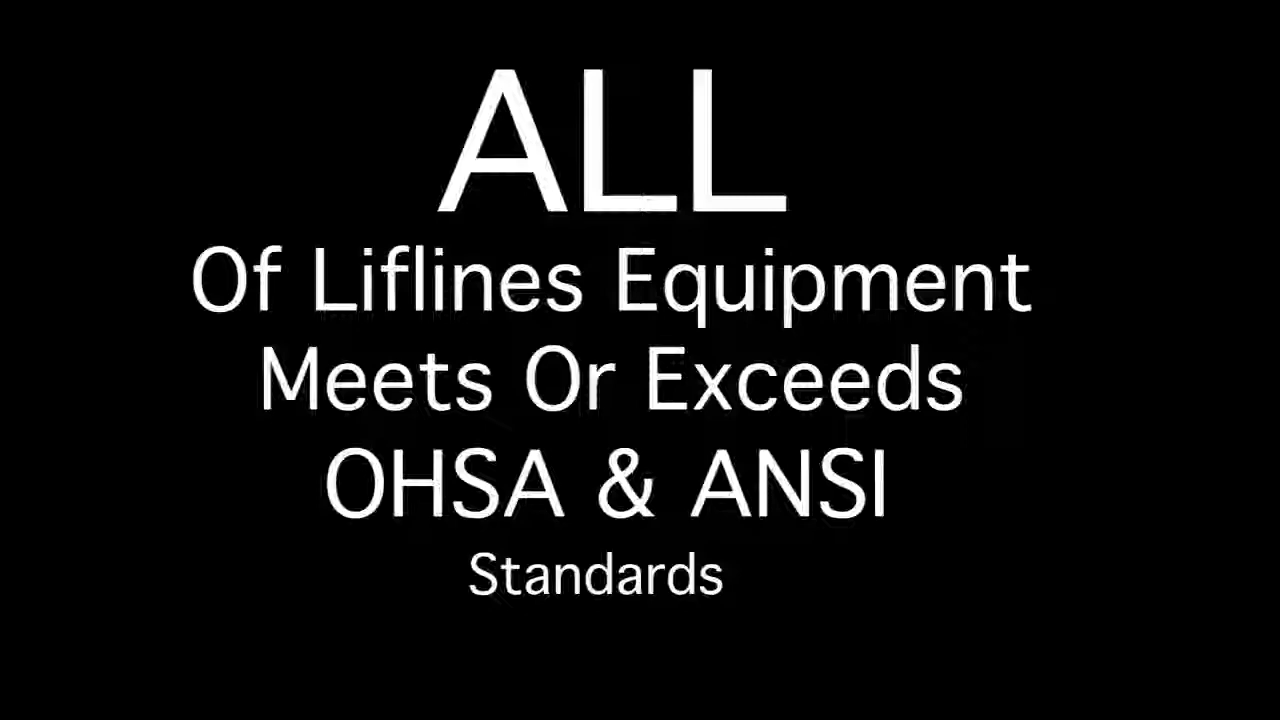 ALL
Of Liflines Equipment
Meets Or Exceeds
OHSA & ANSI
Standards